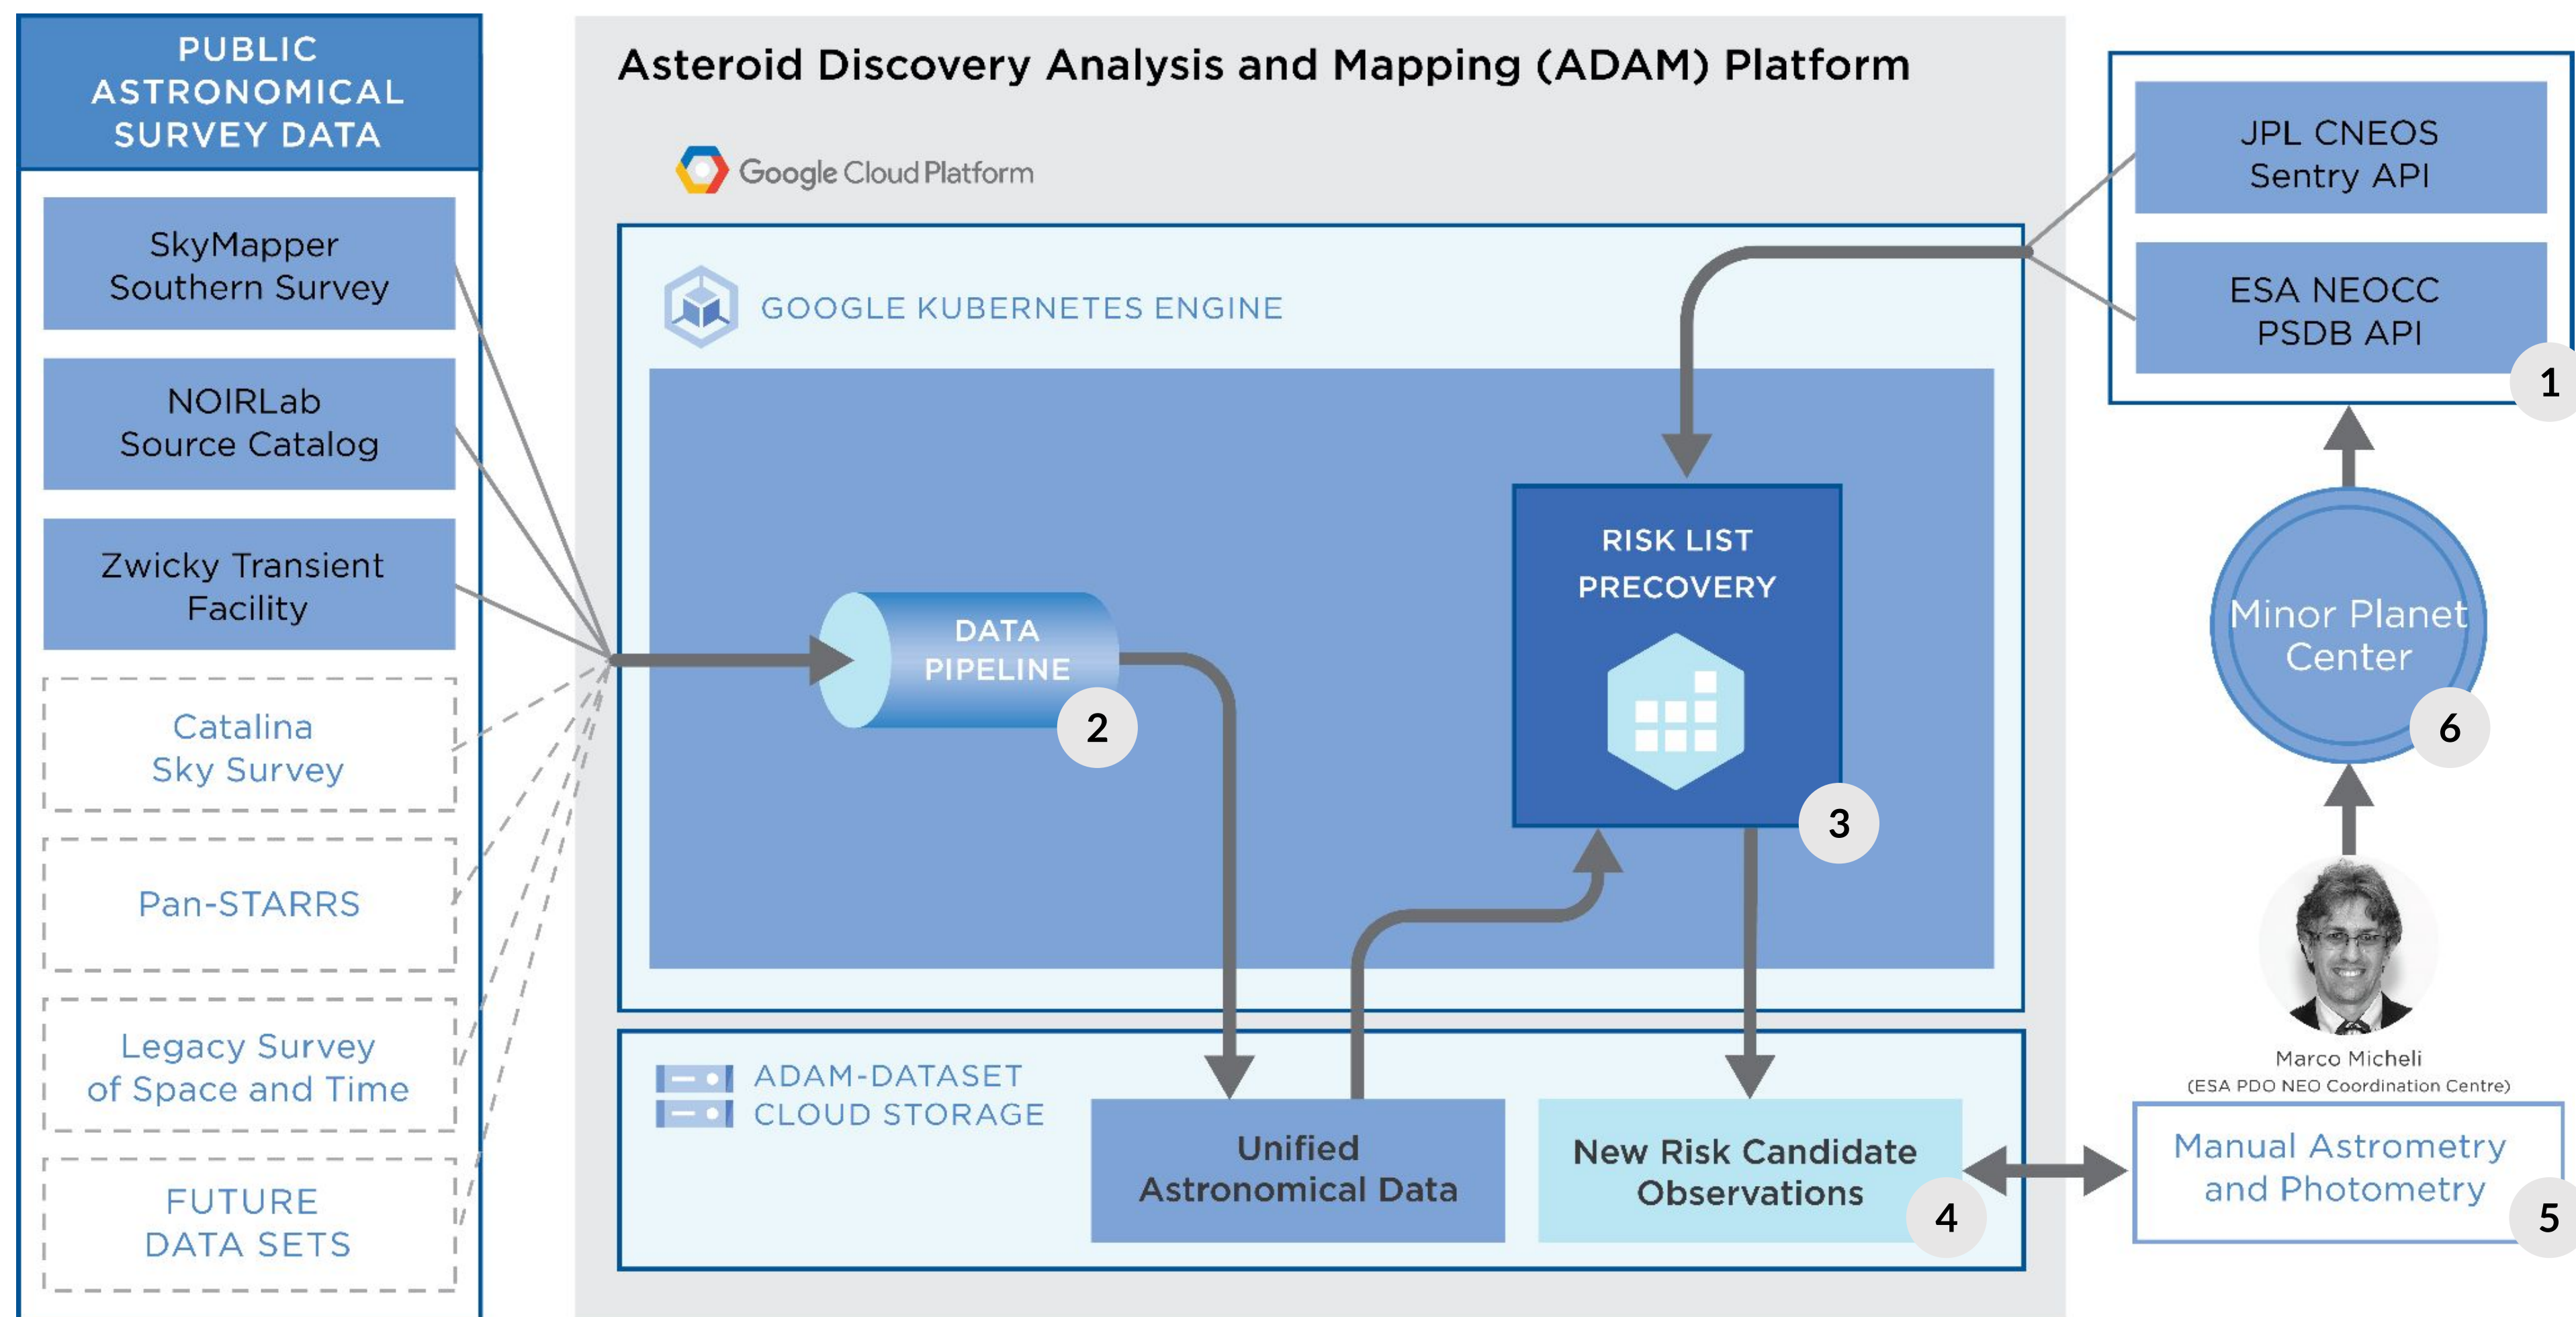 PUBLIC
ASTRONOMICAL
SURVEY DATA
SkyMapper
Southern Survey
NOIRLab
Source Catalog
Zwicky Transient
Facility
Catalina
Sky Survey
Pan-STARRS
Legacy Survey
of Space and Time
FUTURE
DATA SETS
Asteroid Discovery Analysis and Mapping (ADAM) Platform
Google Cloud Platform
GOOGLE KUBERNETES ENGINE
DATA
PIPELINE
2
RISK LIST
PRECOVERY
3
ADAM-DATASET
CLOUD STORAGE
Unified
Astronomical Data
New Risk Candidate
Observations
4
JPL CNEOS
Sentry API
ESA NEOCC
PSDB API
1
Minor Planet
Center
6
Marco Micheli
(ESA PDO NEO Coordination Centre)
Manual Astrometry
and Photometry
5